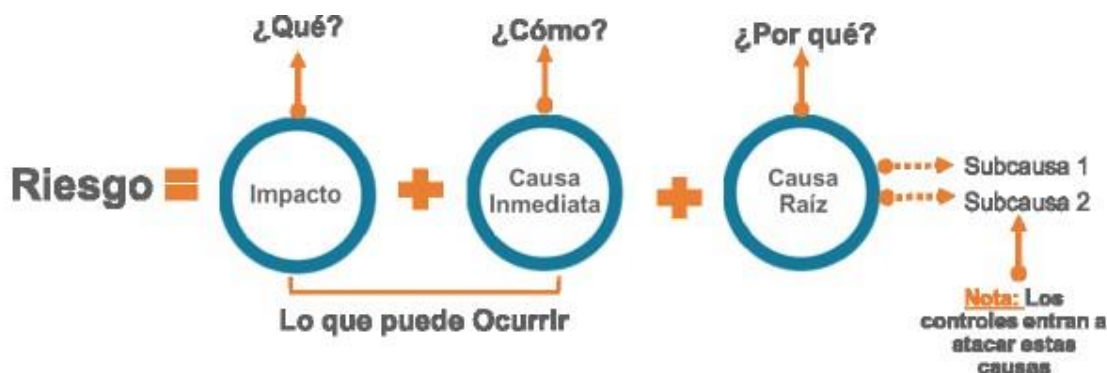 ¿Qué?
¿Cómo?
¿Por qué?
Riesgo =
Impacto
+
Causa
Inmediata
+
Causa
Raíz
Subcausa 1
Subcausa 2
Lo que puede Ocurrir
Nota: Los
controles entran a
atacar estas
causas